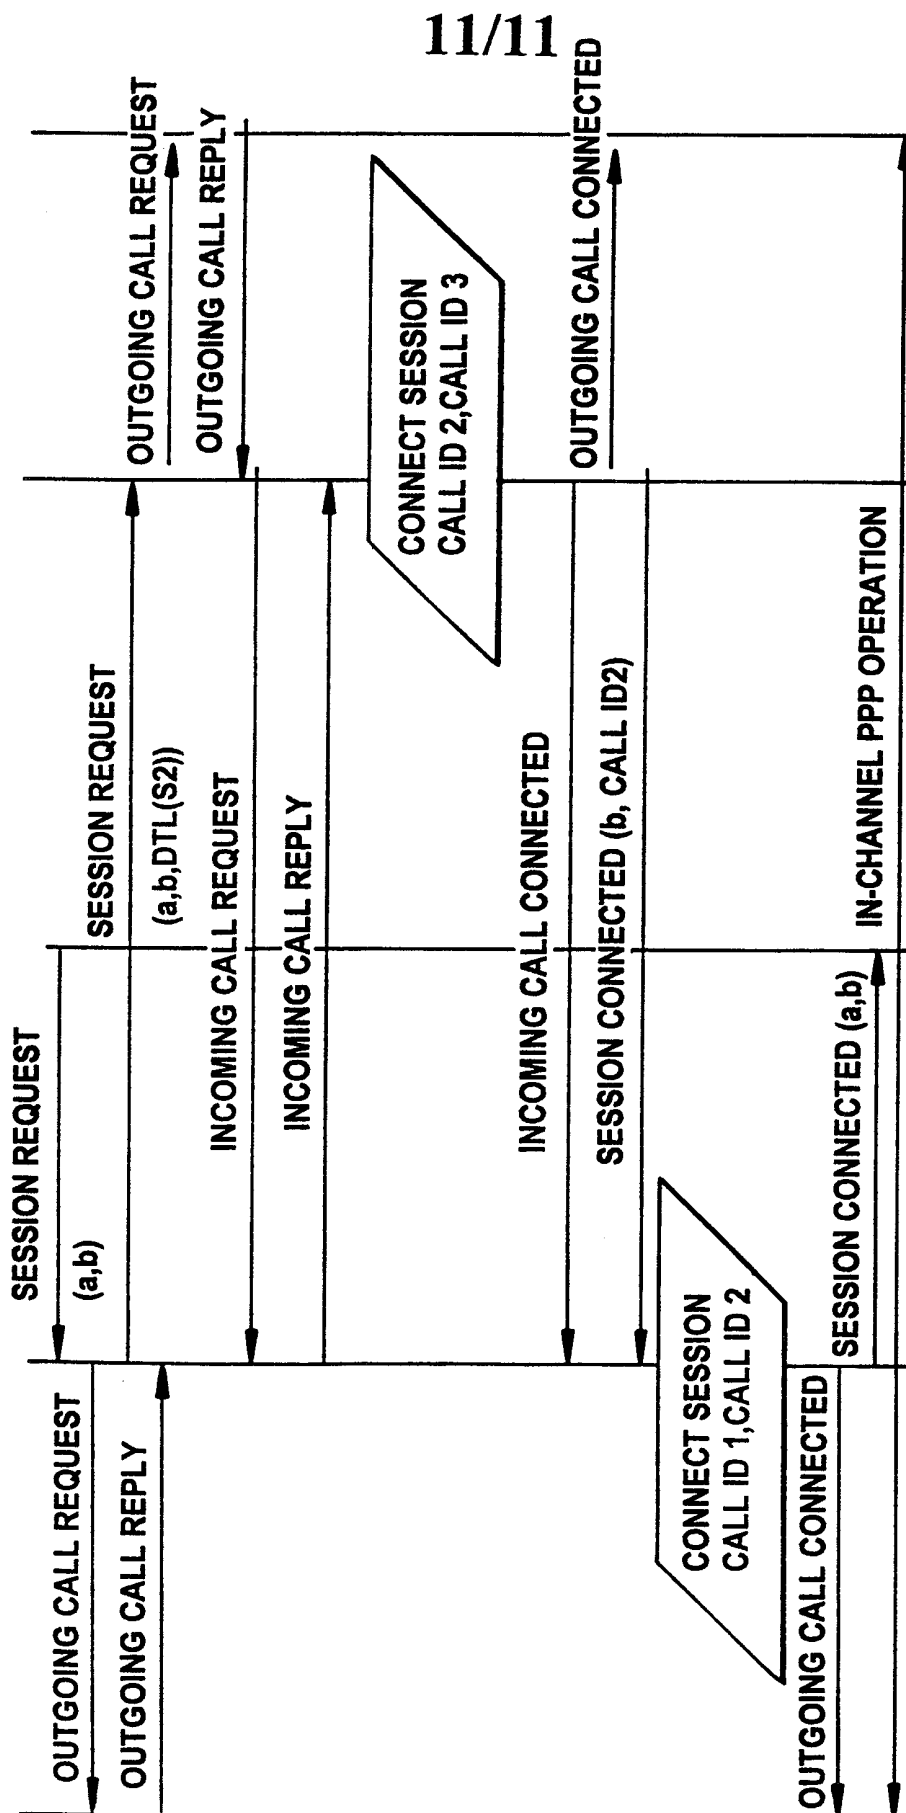 11/11
SESSION REQUEST
(a,b)
OUTGOING CALL REQUEST
OUTGOING CALL REPLY
SESSION REQUEST
(a,b,DTL(S2))
OUTGOING CALL REQUEST
OUTGOING CALL REPLY
INCOMING CALL REQUEST
INCOMING CALL REPLY
CONNECT SESSION
CALL ID 2,CALL ID 3
INCOMING CALL CONNECTED
OUTGOING CALL CONNECTED
SESSION CONNECTED (b, CALL ID2)
CONNECT SESSION
CALL ID 1,CALL ID 2
OUTGOING CALL CONNECTED
SESSION CONNECTED (a,b)
IN-CHANNEL PPP OPERATION